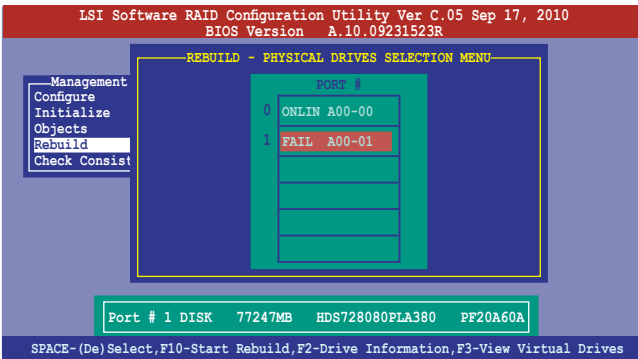 LSI Software RAID Configuration Utility Ver C.05 Sep 17, 2010
BIOS Version A.10.09231523R
REBUILD - PHYSICAL DRIVES SELECTION MENU
Management
Configure
Initialize
Objects
Rebuild
Check Consist
PORT #
0 ONLIN A00-00
1 FAIL A00-01
Port # 1 DISK 77247MB HDS728080PLA380 PF20A60A
SPACE-(De)Select,F10-Start Rebuild,F2-Drive Information,F3-View Virtual Drives